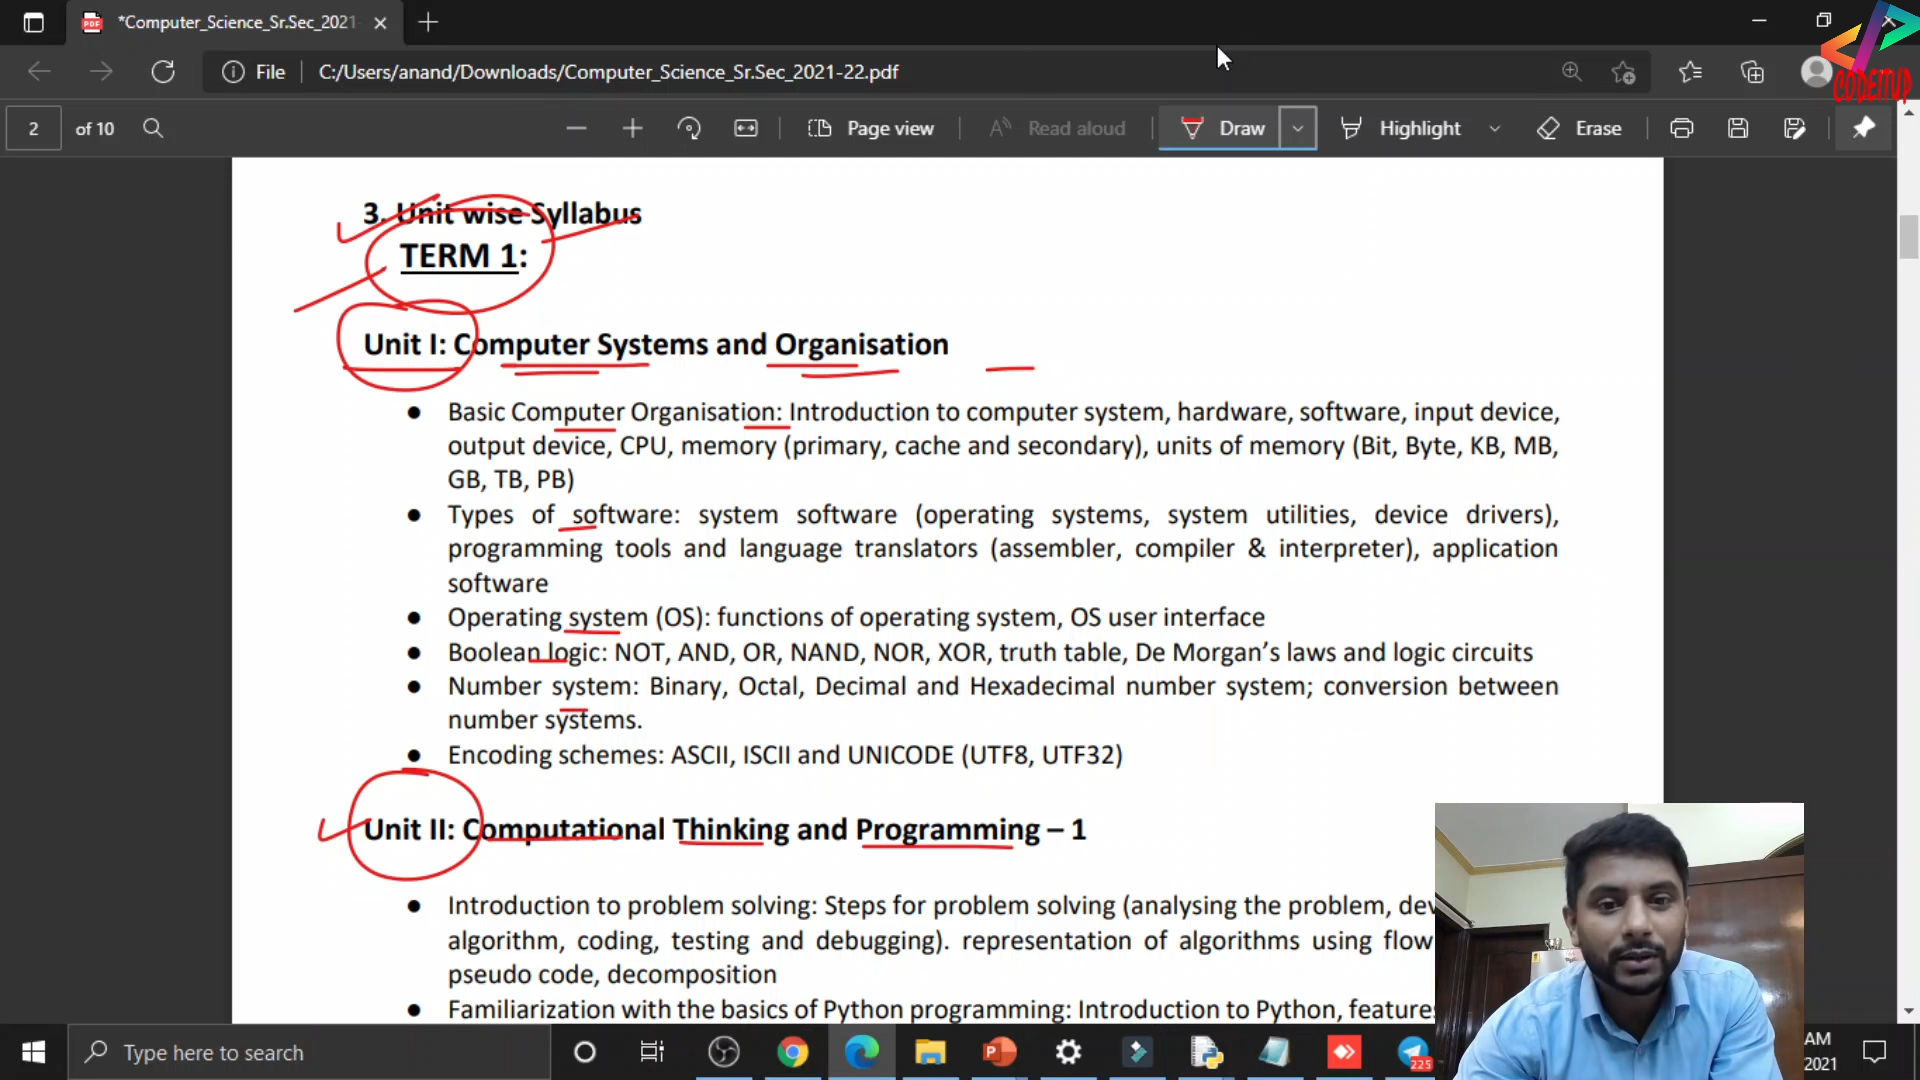 *Computer_Science_Sr.Sec_2021
File
C:/Users/anand/Downloads/Computer_Science_Sr.Sec_2021-22.pdf
CODEITUP
2 of 10
Page view
Read aloud
Draw
Highlight
Erase
3. Unit wise Syllabus
TERM 1:
Unit I: Computer Systems and Organisation
● Basic Computer Organisation: Introduction to computer system, hardware, software, input device,
output device, CPU, memory (primary, cache and secondary), units of memory (Bit, Byte, KB, MB,
GB, TB, PB)
● Types of software: system software (operating systems, system utilities, device drivers),
programming tools and language translators (assembler, compiler & interpreter), application
software
● Operating system (OS): functions of operating system, OS user interface
● Boolean logic: NOT, AND, OR, NAND, NOR, XOR, truth table, De Morgan’s laws and logic circuits
● Number system: Binary, Octal, Decimal and Hexadecimal number system; conversion between
number systems.
● Encoding schemes: ASCII, ISCII and UNICODE (UTF8, UTF32)
Unit II: Computational Thinking and Programming – 1
● Introduction to problem solving: Steps for problem solving (analysing the problem,
algorithm, coding, testing and debugging). representation of algorithms using flow
pseudo code, decomposition
● Familiarization with the basics of Python programming: Introduction to Python, features
Type here to search
225
AM
2021